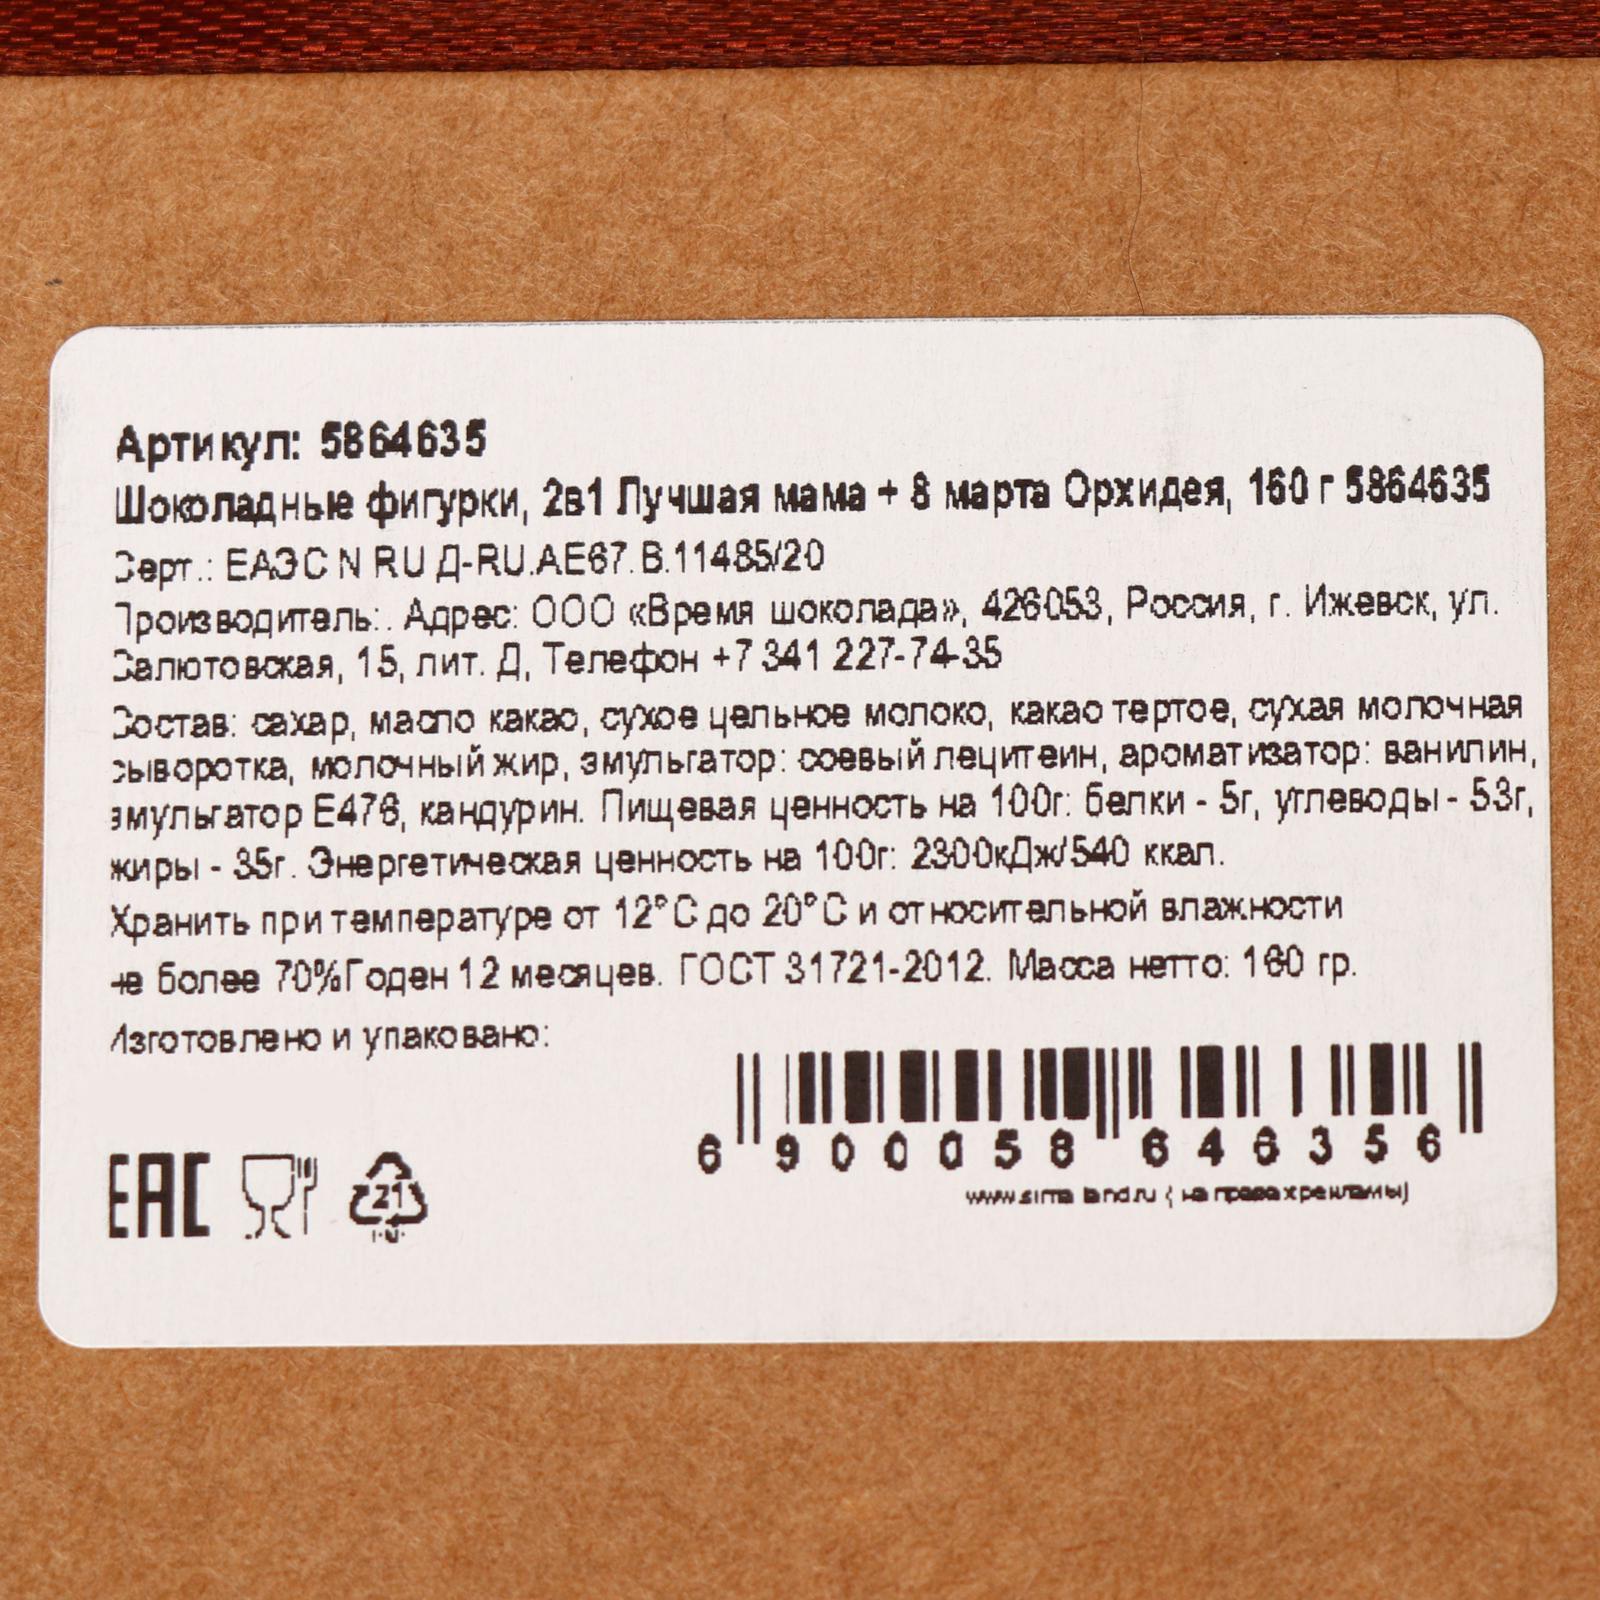 Артикул: 5864635
Шоколадные фигурки, 2в1 Лучшая мама + 8 марта Орхидея, 160 г 5864635
Серт.: ЕАЭС N RU Д-RU.АЕ67.В.11485/20
Производитель:. Адрес: ООО «Время шоколада», 426053, Россия, г. Ижевск, ул.
Салютовская, 15, лит. Д, Телефон +7 341 227-74-35
Состав: сахар, масло какао, сухое цельное молоко, какао тертое, сухая молочная
сыворотка, молочный жир, эмульгатор: соевый лецитеин, ароматизатор: ванилин,
эмульгатор Е476, кандурин. Пищевая ценность на 100г: белки - 5г, углеводы - 53г,
жиры - 35г. Энергетическая ценность на 100г: 2300кДж/540 ккал.
Хранить при температуре от 12°С до 20°С и относительной влажности
не более 70%Годен 12 месяцев. ГОСТ 31721-2012. Масса нетто: 160 гр.
Изготовлено и упаковано:
6 900058 646356
www.sima-land.ru ( на правах рекламы)
EAC
21